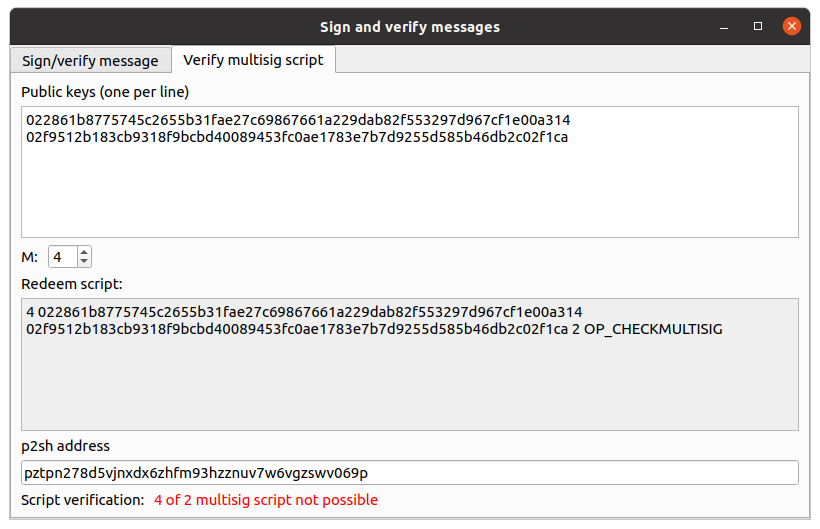 Sign and verify messages
Sign/verify message
Verify multisig script
Public keys (one per line)
022861b8775745c2655b31fae27c69867661a229dab82f553297d967cf1e00a314
02f9512b183cb9318f9bcbd40089453fc0ae1783e7b7d9255d585b46db2c02f1ca
M: 4
Redeem script:
4 022861b8775745c2655b31fae27c69867661a229dab82f553297d967cf1e00a314
02f9512b183cb9318f9bcbd40089453fc0ae1783e7b7d9255d585b46db2c02f1ca 2 OP_CHECKMULTISIG
p2sh address
pztpn278d5vjnxdx6zhfm93hzznuv7w6vgzswv069p
Script verification: 4 of 2 multisig script not possible